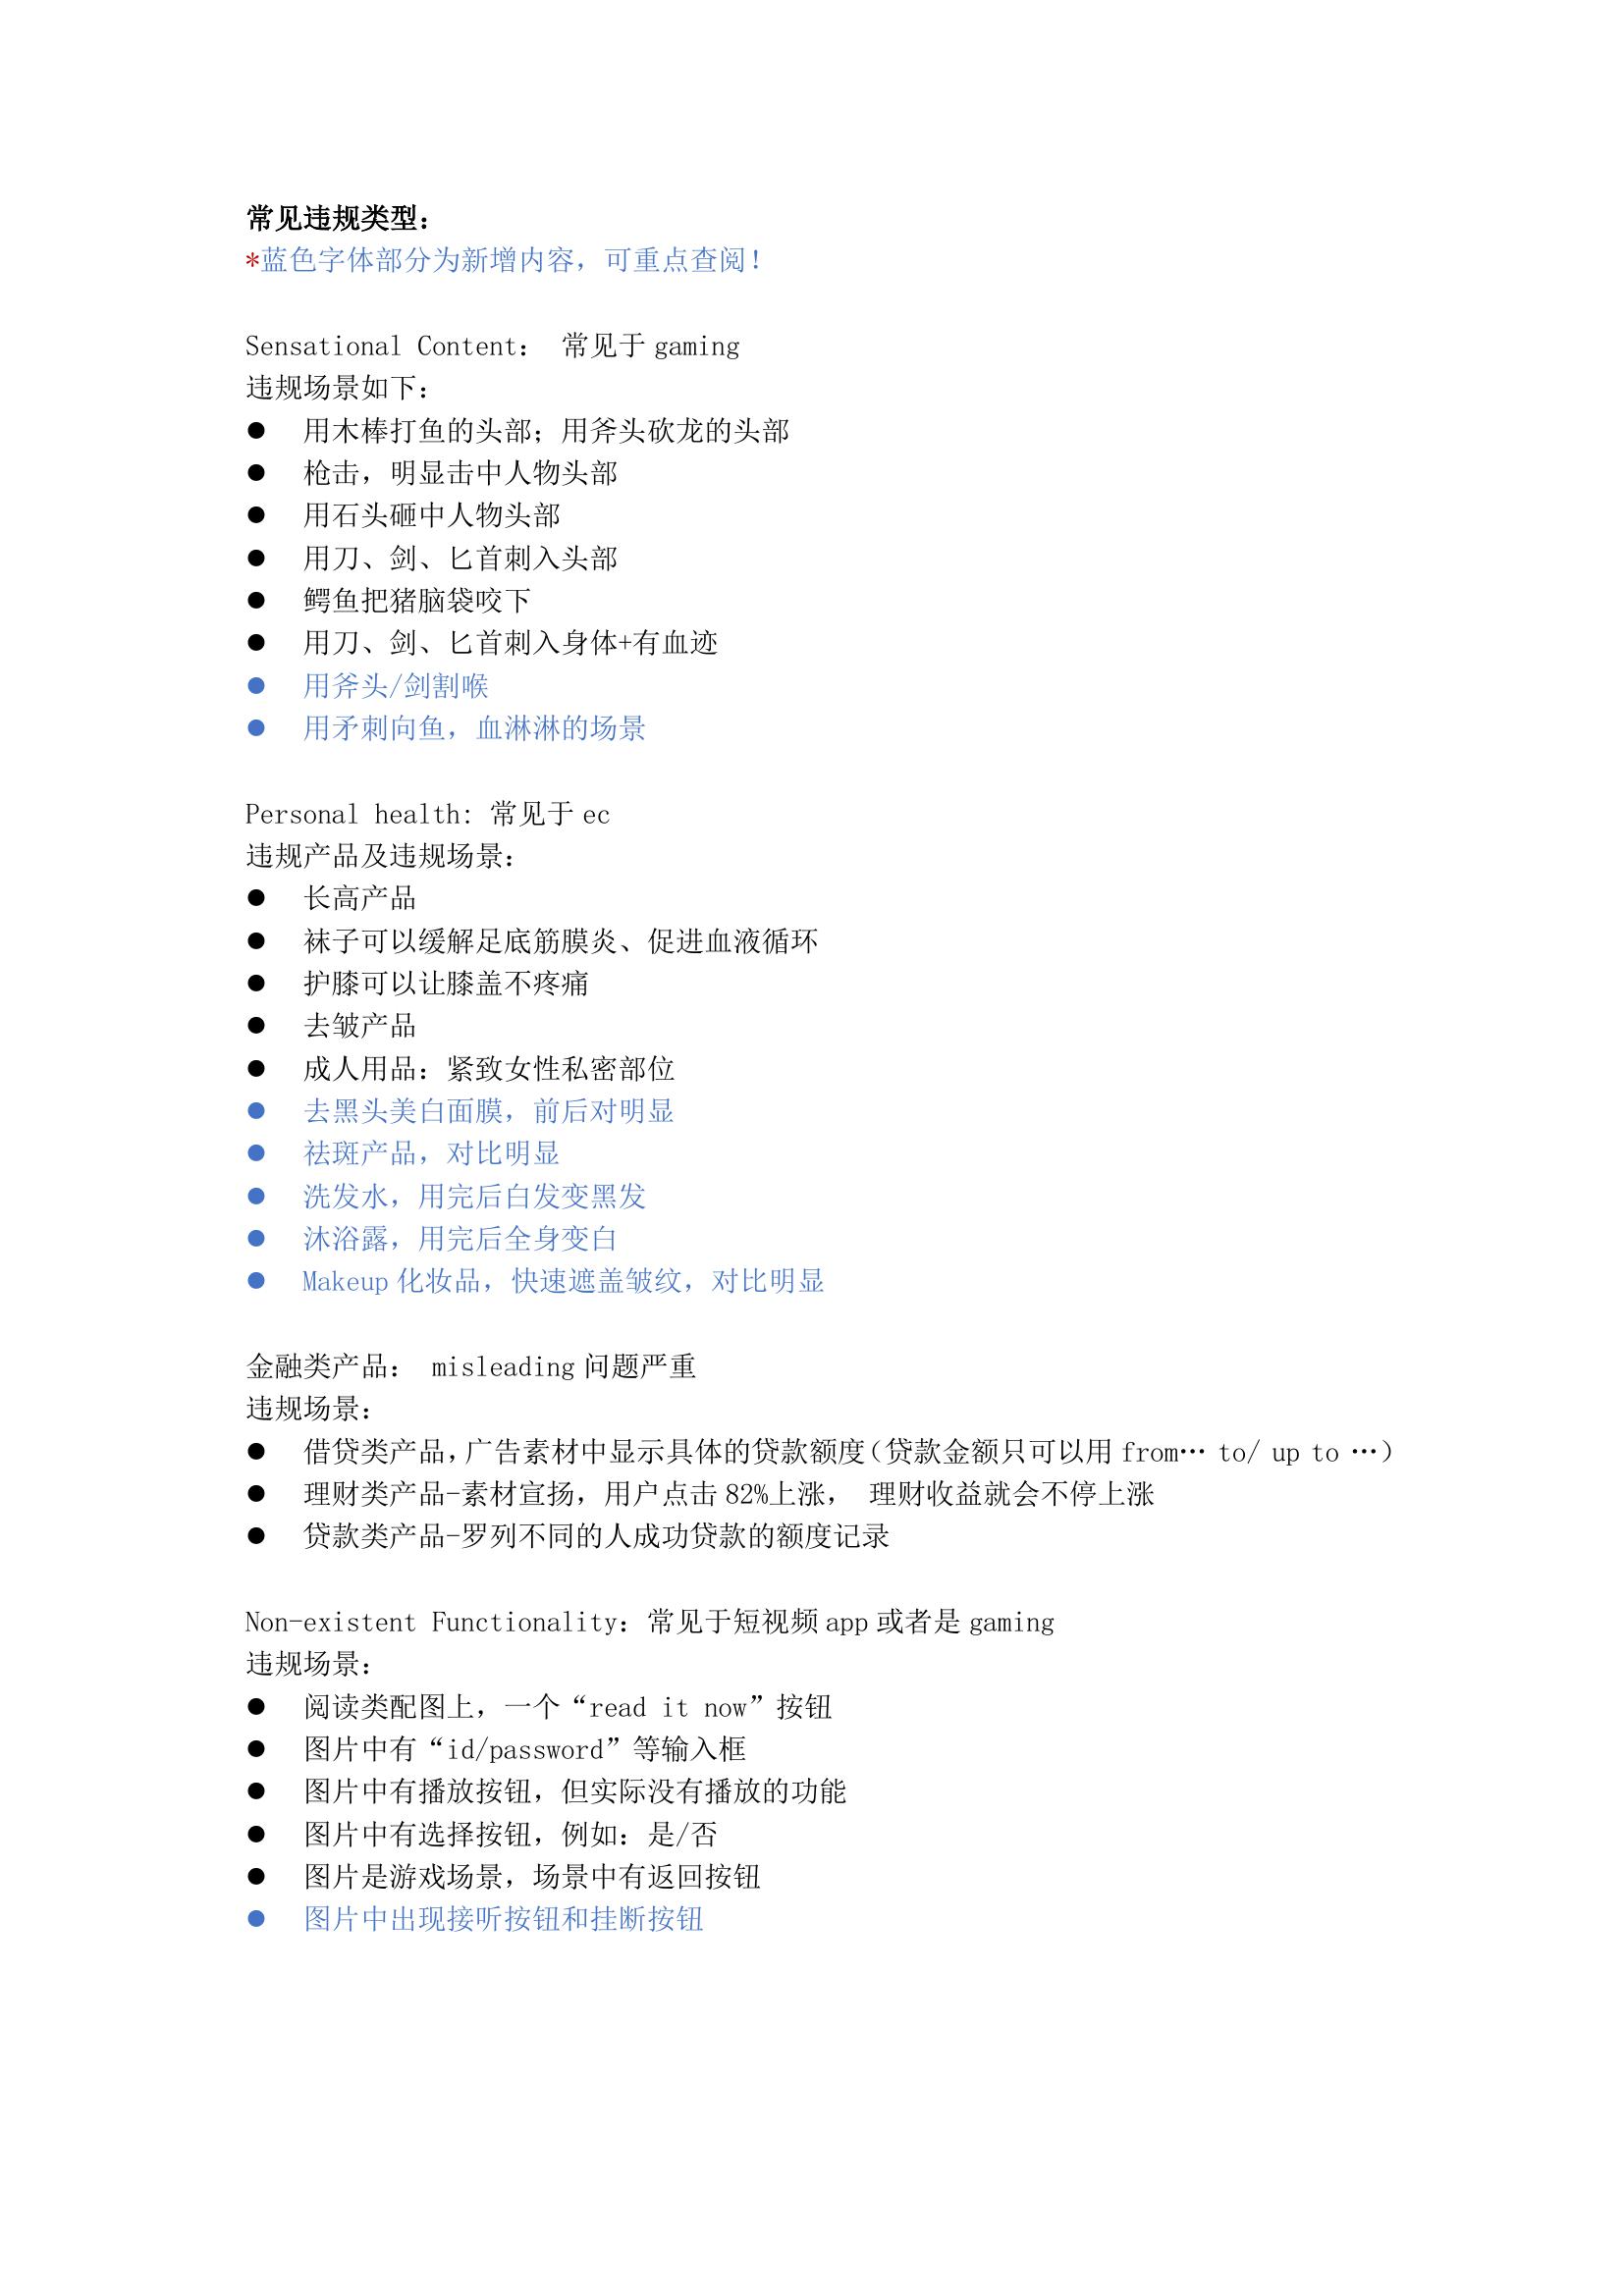 常见违规类型：
*蓝色字体部分为新增内容，可重点查阅！
Sensational Content： 常见于 gaming
违规场景如下：
● 用木棒打鱼的头部；用斧头砍龙的头部
● 枪击，明显击中人物头部
● 用石头砸中人物头部
● 用刀、剑、匕首刺入头部
● 鳄鱼把猪脑袋咬下
● 用刀、剑、匕首刺入身体+有血迹
● 用斧头/剑割喉
● 用矛刺向鱼，血淋淋的场景
Personal health: 常见于 ec
违规产品及违规场景：
● 长高产品
● 袜子可以缓解足底筋膜炎、促进血液循环
● 护膝可以让膝盖不疼痛
● 去皱产品
● 成人用品：紧致女性私密部位
● 去黑头美白面膜，前后对明显
● 祛斑产品，对比明显
● 洗发水，用完后白发变黑发
● 沐浴露，用完后全身变白
● Makeup 化妆品，快速遮盖皱纹，对比明显
金融类产品： misleading 问题严重
违规场景：
● 借贷类产品，广告素材中显示具体的贷款额度（贷款金额只可以用 from… to/ up to …）
● 理财类产品-素材宣扬，用户点击 82%上涨， 理财收益就会不停上涨
● 贷款类产品-罗列不同的人成功贷款的额度记录
Non-existent Functionality：常见于短视频 app 或者是 gaming
违规场景：
● 阅读类配图上，一个“read it now”按钮
● 图片中有“id/password”等输入框
● 图片中有播放按钮，但实际没有播放的功能
● 图片中有选择按钮，例如：是/否
● 图片是游戏场景，场景中有返回按钮
● 图片中出现接听按钮和挂断按钮